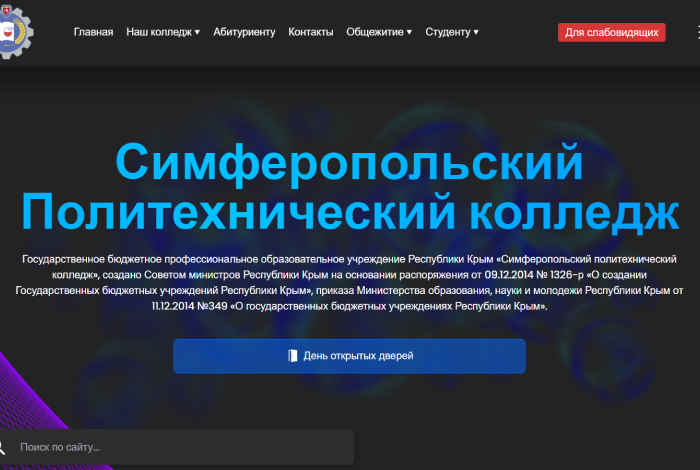 Главная Наш колледж ▾ Абитуриенту Контакты Общежитие ▾ Студенту ▾ Для слабовидящих
Симферопольский
Политехнический колледж
Государственное бюджетное профессиональное образовательное учреждение Республики Крым «Симферопольский политехнический
колледж», создано Советом министров Республики Крым на основании распоряжения от 09.12.2014 № 1326-р «О создании
Государственных бюджетных учреждений Республики Крым», приказа Министерства образования, науки и молодежи Республики Крым от
11.12.2014 №349 «О государственных бюджетных учреждениях Республики Крым».
День открытых дверей
Поиск по сайту...